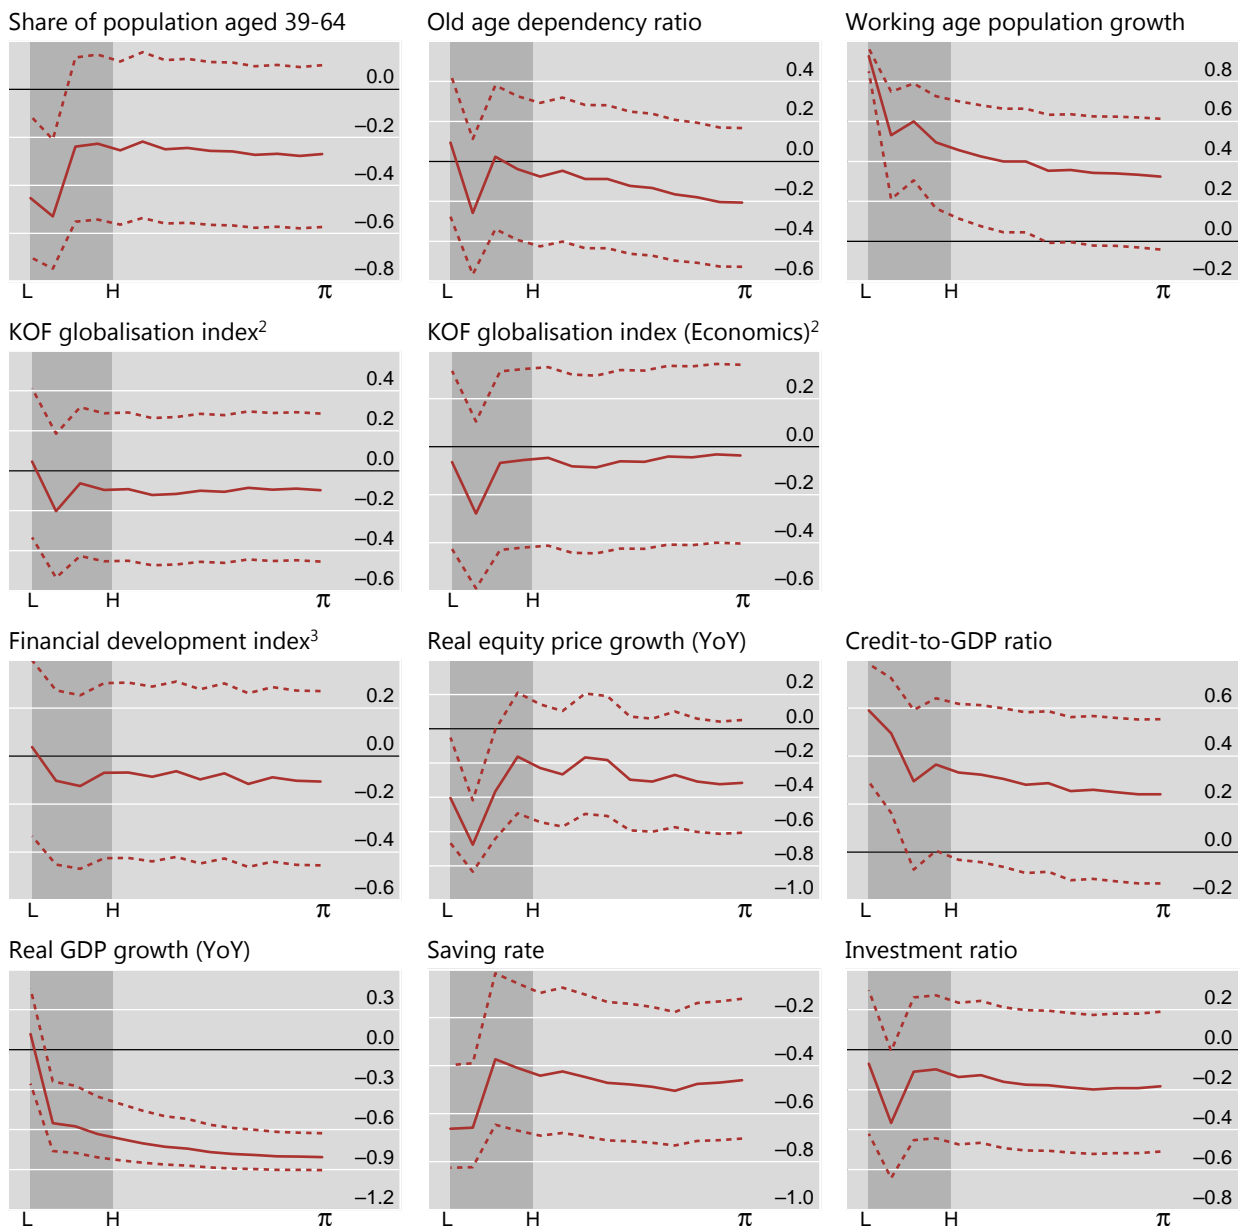 Share of population aged 39-64
0.0
–0.2
–0.4
–0.6
–0.8
L H π
Old age dependency ratio
0.4
0.2
0.0
–0.2
–0.4
–0.6
L H π
Working age population growth
0.8
0.6
0.4
0.2
0.0
–0.2
L H π
KOF globalisation index²
0.4
0.2
0.0
–0.2
–0.4
–0.6
L H π
KOF globalisation index (Economics)²
0.2
0.0
–0.2
–0.4
–0.6
L H π
Financial development index³
0.2
0.0
–0.2
–0.4
–0.6
L H π
Real equity price growth (YoY)
0.2
0.0
–0.2
–0.4
–0.6
–0.8
–1.0
L H π
Credit-to-GDP ratio
0.6
0.4
0.2
0.0
–0.2
L H π
Real GDP growth (YoY)
0.3
0.0
–0.3
–0.6
–0.9
–1.2
L H π
Saving rate
–0.2
–0.4
–0.6
–0.8
–1.0
L H π
Investment ratio
0.2
0.0
–0.2
–0.4
–0.6
–0.8
L H π